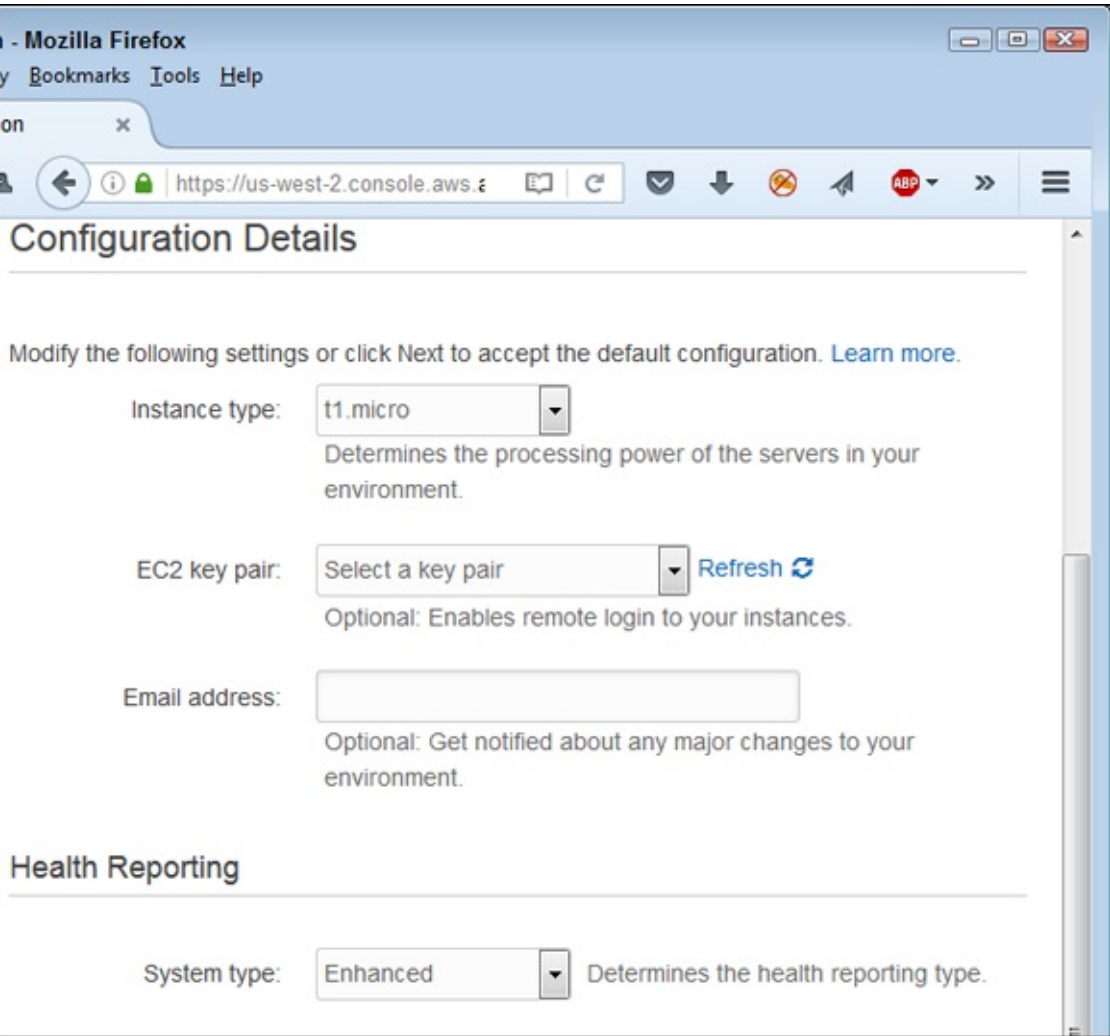 - Mozilla Firefox
y Bookmarks Tools Help
on
https://us-west-2.console.aws.
ABP
Configuration Details
Modify the following settings or click Next to accept the default configuration. Learn more.
Instance type: t1.micro
Determines the processing power of the servers in your
environment.
EC2 key pair: Select a key pair Refresh
Optional: Enables remote login to your instances.
Email address:
Optional: Get notified about any major changes to your
environment.
Health Reporting
System type: Enhanced Determines the health reporting type.